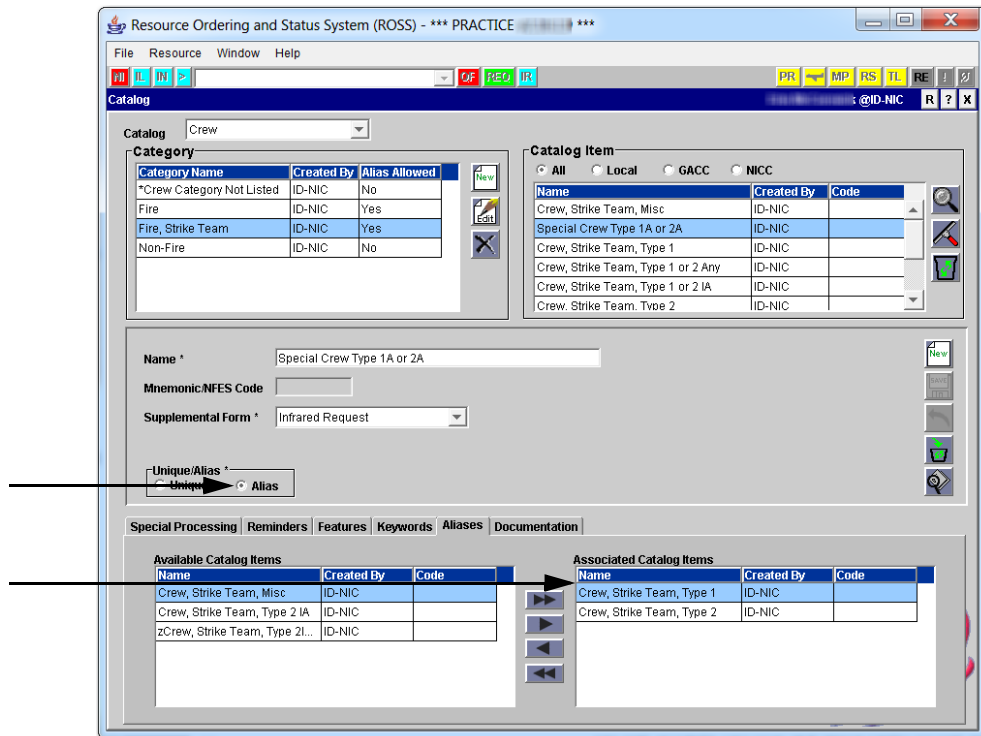 Resource Ordering and Status System (ROSS) - *** PRACTICE ***
File Resource Window Help
NI IL IN > OF REQ IR PR MP RS TL RE !
Catalog @ID-NIC R ? X
Catalog Crew
Category
Category Name Created By Alias Allowed
*Crew Category Not Listed ID-NIC No
Fire ID-NIC Yes
Fire, Strike Team ID-NIC Yes
Non-Fire ID-NIC No
New
Edit
Catalog Item
All Local GACC NICC
Name Created By Code
Crew, Strike Team, Misc ID-NIC
Special Crew Type 1A or 2A ID-NIC
Crew, Strike Team, Type 1 ID-NIC
Crew, Strike Team, Type 1 or 2 Any ID-NIC
Crew, Strike Team, Type 1 or 2 IA ID-NIC
Crew, Strike Team, Type 2 ID-NIC
Name * Special Crew Type 1A or 2A
Mnemonic/NFES Code
Supplemental Form * Infrared Request
New
SAVE
Unique/Alias *
Unique Alias
Special Processing Reminders Features Keywords Aliases Documentation
Available Catalog Items
Name Created By Code
Crew, Strike Team, Misc ID-NIC
Crew, Strike Team, Type 2 IA ID-NIC
zCrew, Strike Team, Type 2I... ID-NIC
Associated Catalog Items
Name Created By Code
Crew, Strike Team, Type 1 ID-NIC
Crew, Strike Team, Type 2 ID-NIC